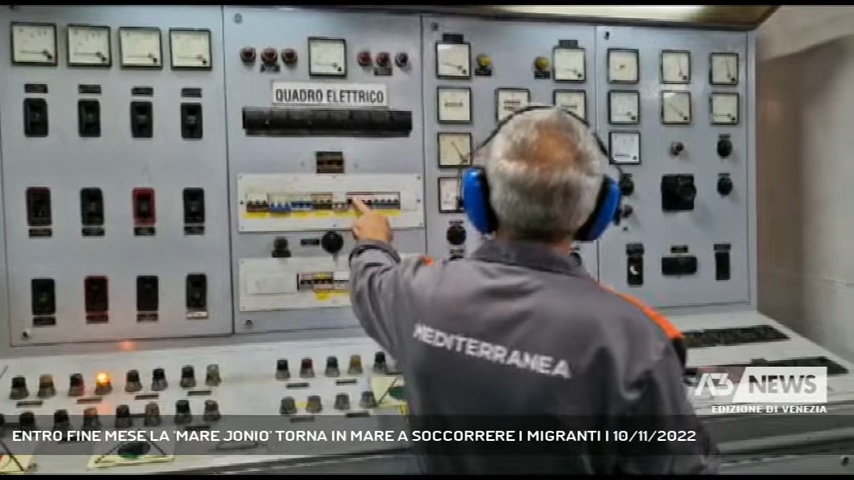 QUADRO ELETTRICO
MEDITERRANEA
A3 NEWS
EDIZIONE DI VENEZIA
ENTRO FINE MESE LA 'MARE JONIO' TORNA IN MARE A SOCCORRERE I MIGRANTI | 10/11/2022